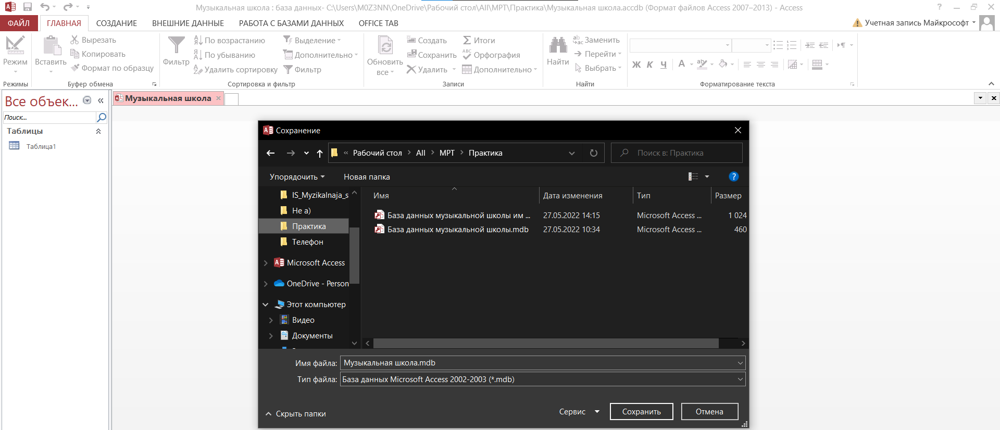 Музыкальная школа : база данных- C:\Users\M0Z3NN\OneDrive\Рабочий стол\All\MPT\Практика\Музыкальная школа.accdb (Формат файлов Access 2007–2013) - Access
ФАЙЛ ГЛАВНАЯ СОЗДАНИЕ ВНЕШНИЕ ДАННЫЕ РАБОТА С БАЗАМИ ДАННЫХ OFFICE TAB Учетная запись Майкрософт
Режим
Режимы
Вставить
Вырезать
Копировать
Формат по образцу
Буфер обмена
Фильтр
По возрастанию
По убыванию
Удалить сортировку
Выделение
Дополнительно
Фильтр
Сортировка и фильтр
Обновить
все
Создать
Сохранить
Удалить
Итоги
Орфография
Дополнительно
Записи
Найти
Заменить
Перейти
Выбрать
Найти
Ж К Ч
Форматирование текста
Все объек...
Поиск...
Таблицы
Таблица1
Музыкальная школа
Сохранение
« Рабочий стол › All › MPT › Практика
Поиск в: Практика
Упорядочить Новая папка
IS_Myzikalnaja_s
Не а)
Практика
Телефон
Microsoft Access
OneDrive - Person
Этот компьютер
Видео
Документы
Имя Дата изменения Тип Размер
База данных музыкальной школы им ... 27.05.2022 14:15 Microsoft Access ... 1 024
База данных музыкальной школы.mdb 27.05.2022 10:34 Microsoft Access ... 460
Имя файла: Музыкальная школа.mdb
Тип файла: База данных Microsoft Access 2002-2003 (*.mdb)
Скрыть папки Сервис Сохранить Отмена